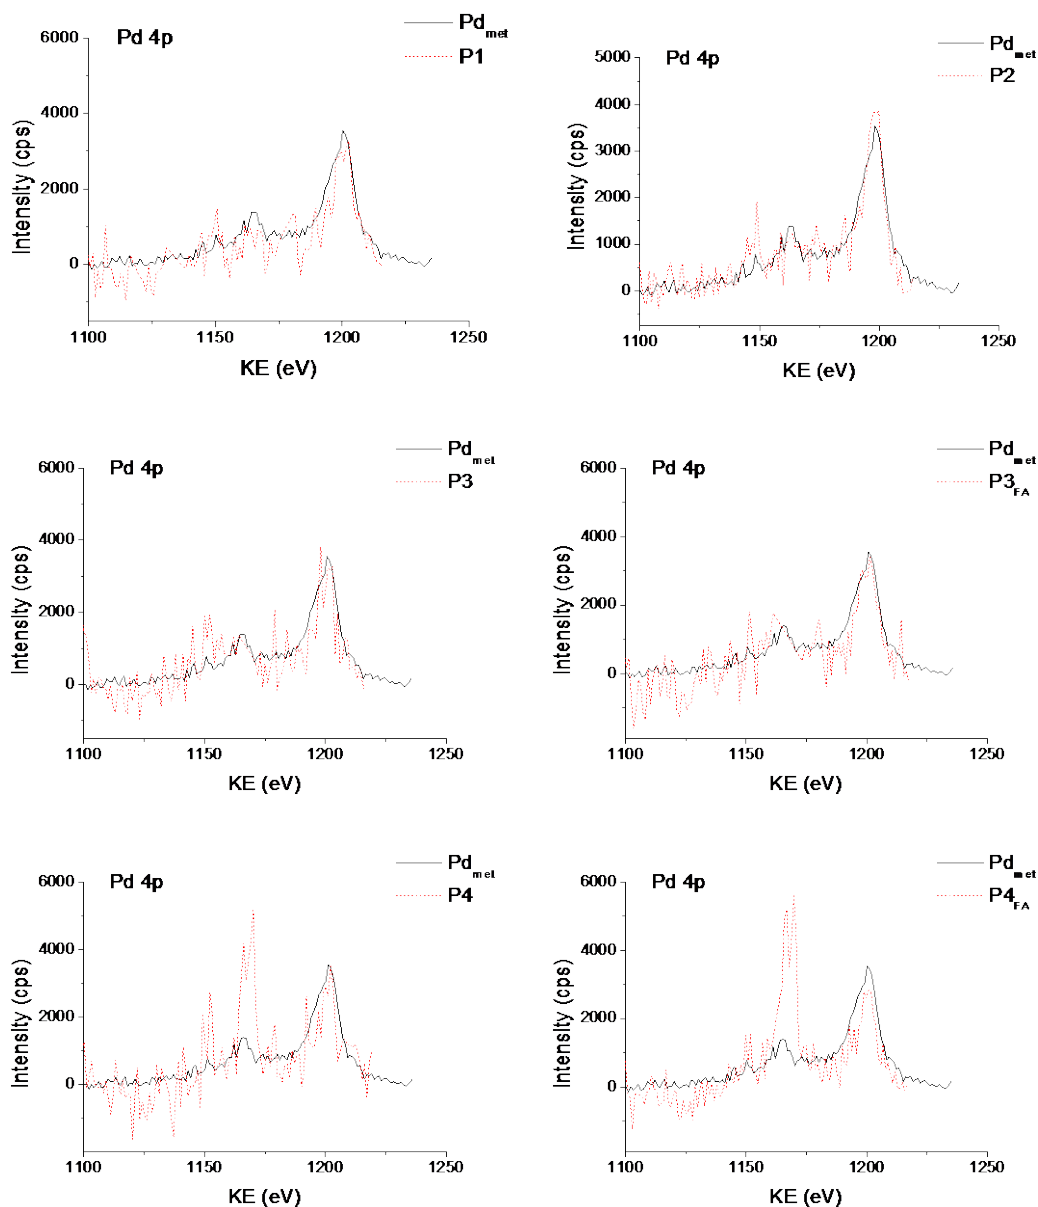 Pd 4p
Pd met
P1
6000
4000
2000
0
Intensity (cps)
1100
1150
1200
1250
KE (eV)
Pd 4p
Pd met
P2
5000
4000
3000
2000
1000
0
Intensity (cps)
1100
1150
1200
1250
KE (eV)
Pd 4p
Pd met
P3
6000
4000
2000
0
Intensity (cps)
1100
1150
1200
1250
KE (eV)
Pd 4p
Pd met
P3 FA
6000
4000
2000
0
Intensity (cps)
1100
1150
1200
1250
KE (eV)
Pd 4p
Pd met
P4
6000
4000
2000
0
Intensity (cps)
1100
1150
1200
1250
KE (eV)
Pd 4p
Pd met
P4 FA
6000
4000
2000
0
Intensity (cps)
1100
1150
1200
1250
KE (eV)